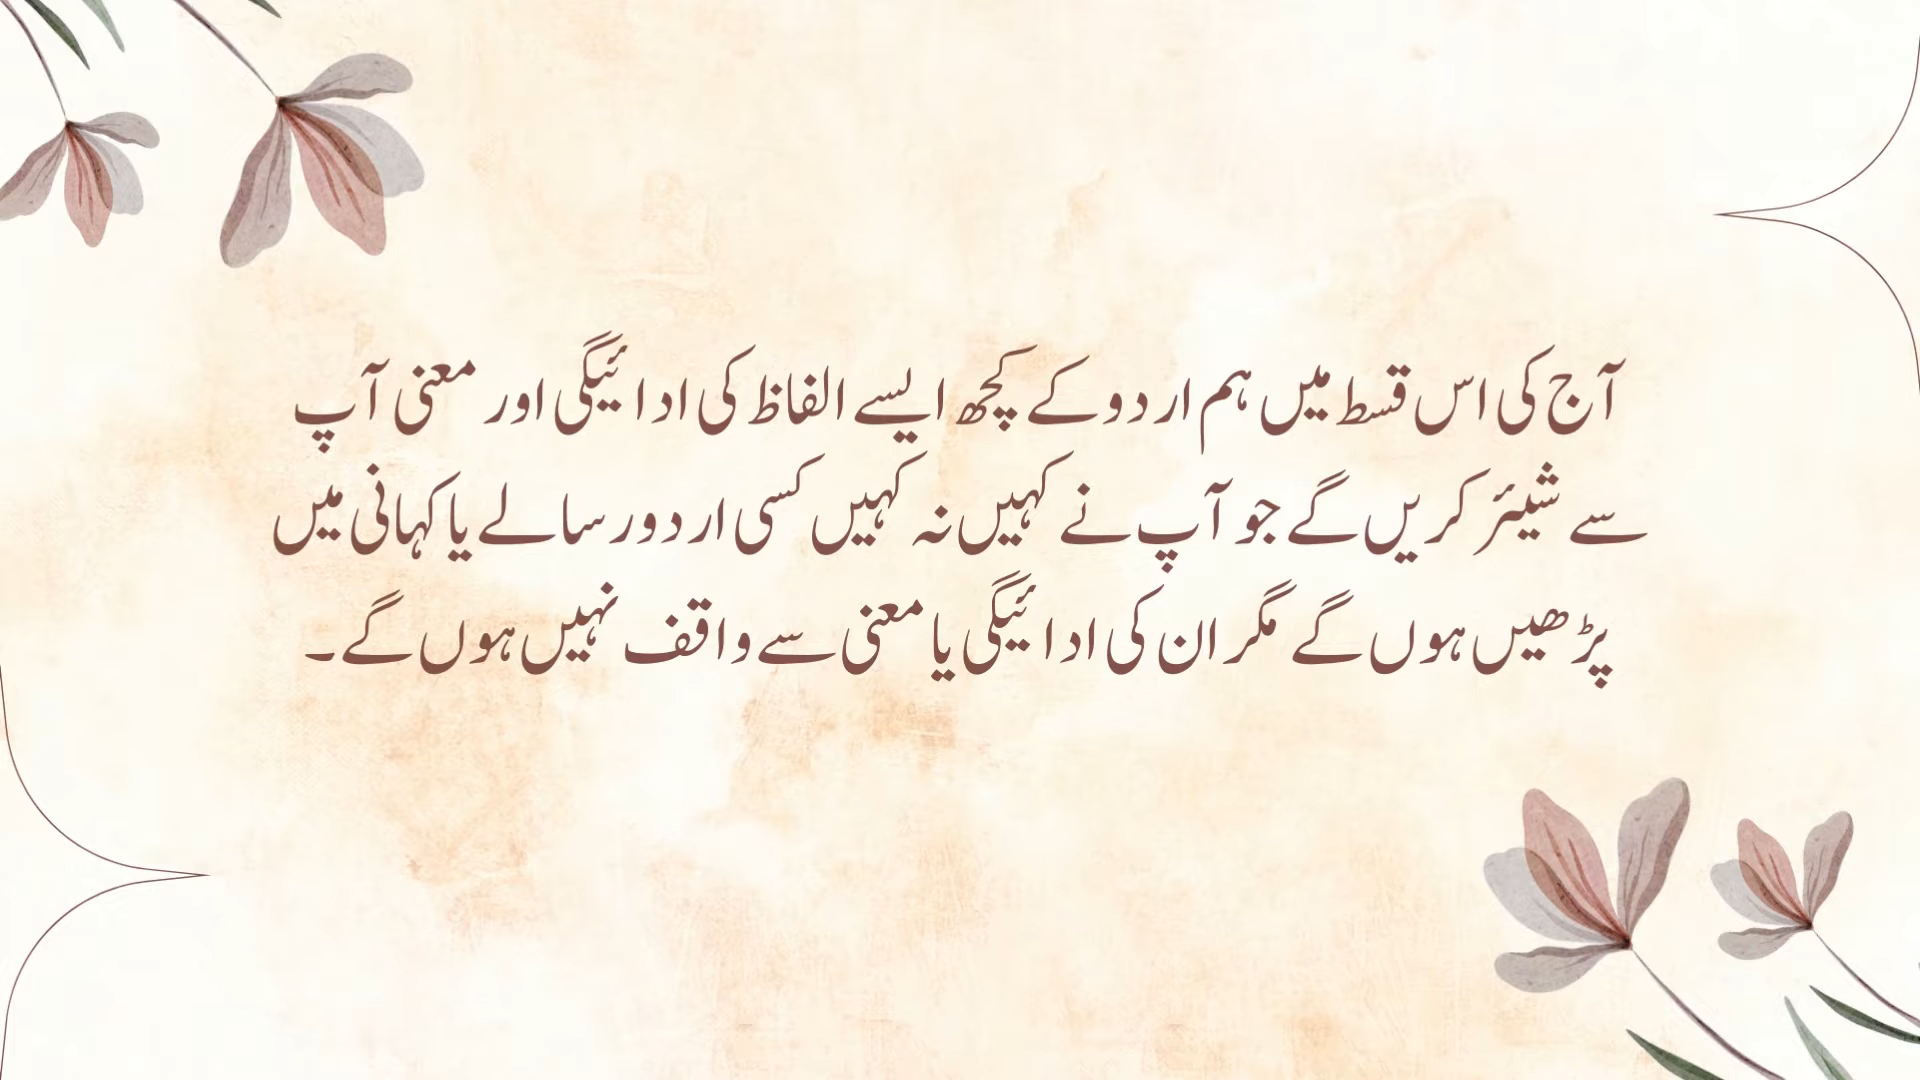 آج کی اس قسط میں ہم اردو کے کچھ ایسے الفاظ کی ادائیگی اور معنی آپ
سے شیئر کریں گے جو آپ نے کہیں نہ کہیں کسی اردو رسالے یا کہانی میں
پڑھیں ہوں گے مگر ان کی ادائیگی یا معنی سے واقف نہیں ہوں گے۔